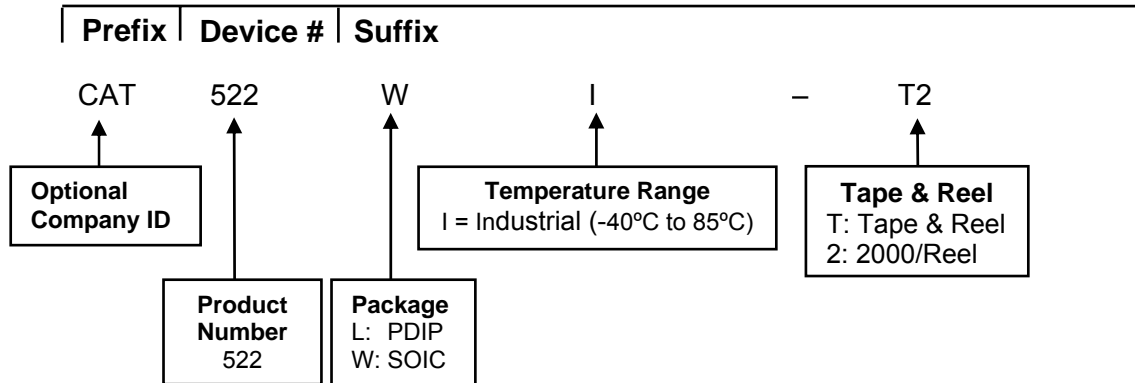 Prefix Device # Suffix
CAT 522 W I – T2
Optional
Company ID
Temperature Range
I = Industrial (-40ºC to 85ºC)
Tape & Reel
T: Tape & Reel
2: 2000/Reel
Product
Number
522
Package
L: PDIP
W: SOIC